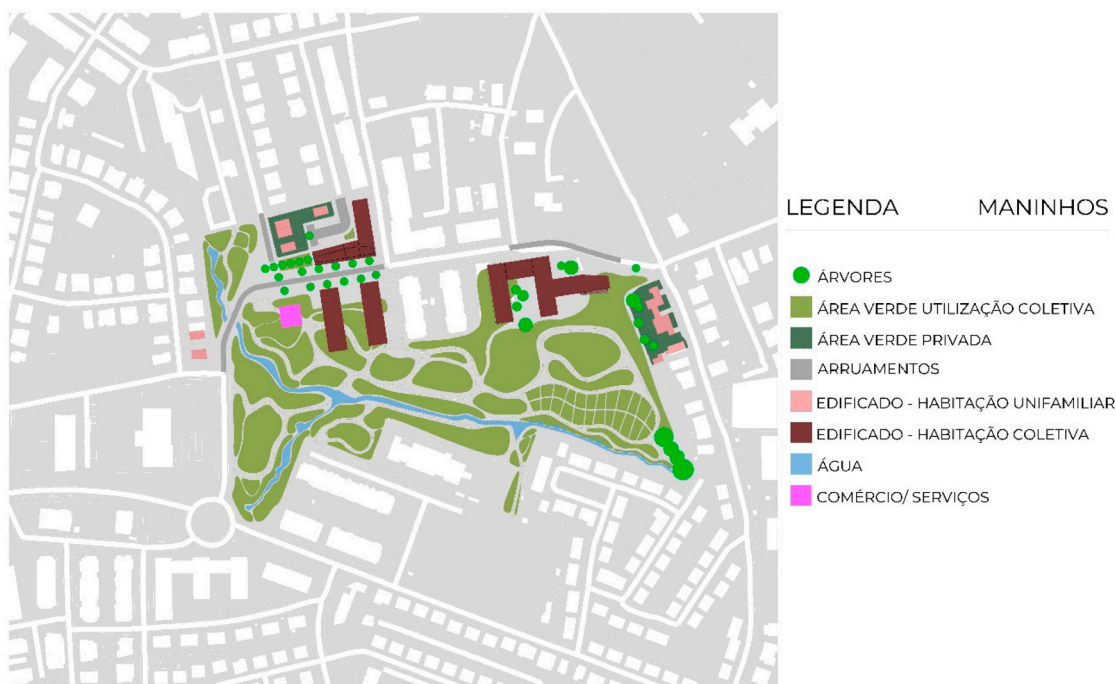 LEGENDA MANINHOS
ÁRVORES
ÁREA VERDE UTILIZAÇÃO COLETIVA
ÁREA VERDE PRIVADA
ARRUAMENTOS
EDIFICADO - HABITAÇÃO UNIFAMILIAR
EDIFICADO - HABITAÇÃO COLETIVA
ÁGUA
COMÉRCIO/ SERVIÇOS